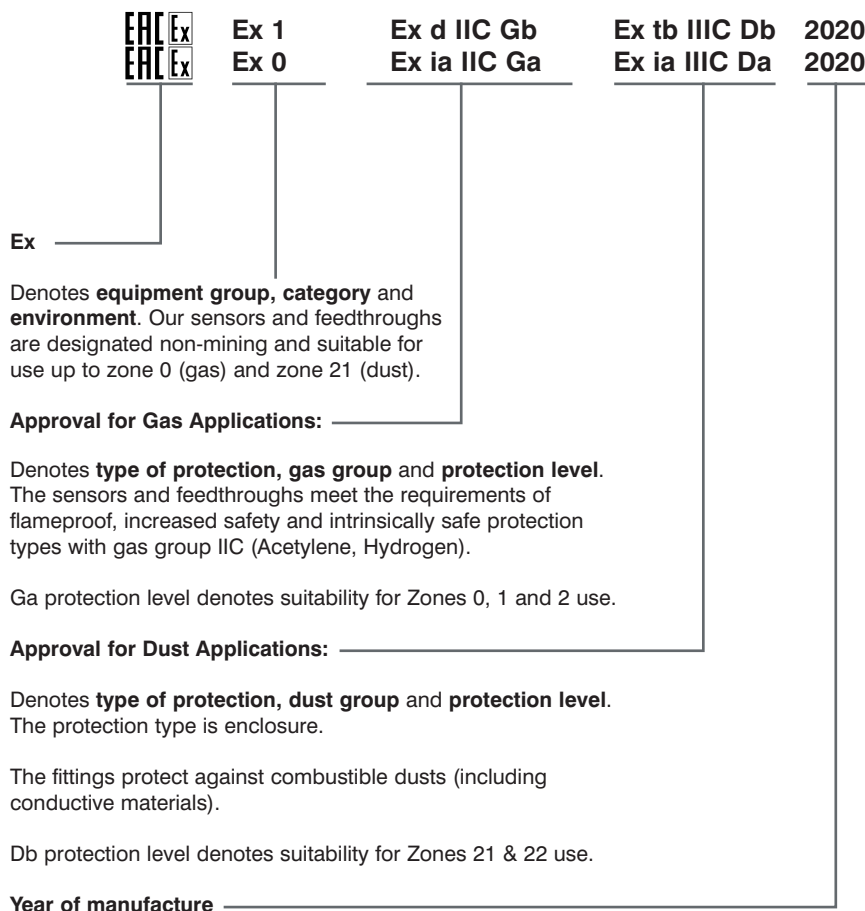 EAC Ex Ex 1 Ex d IIC Gb Ex tb IIIC Db 2020
EAC Ex Ex 0 Ex ia IIC Ga Ex ia IIIC Da 2020
Ex
Denotes equipment group, category and
environment. Our sensors and feedthroughs
are designated non-mining and suitable for
use up to zone 0 (gas) and zone 21 (dust).
Approval for Gas Applications:
Denotes type of protection, gas group and protection level.
The sensors and feedthroughs meet the requirements of
flameproof, increased safety and intrinsically safe protection
types with gas group IIC (Acetylene, Hydrogen).
Ga protection level denotes suitability for Zones 0, 1 and 2 use.
Approval for Dust Applications:
Denotes type of protection, dust group and protection level.
The protection type is enclosure.
The fittings protect against combustible dusts (including
conductive materials).
Db protection level denotes suitability for Zones 21 & 22 use.
Year of manufacture